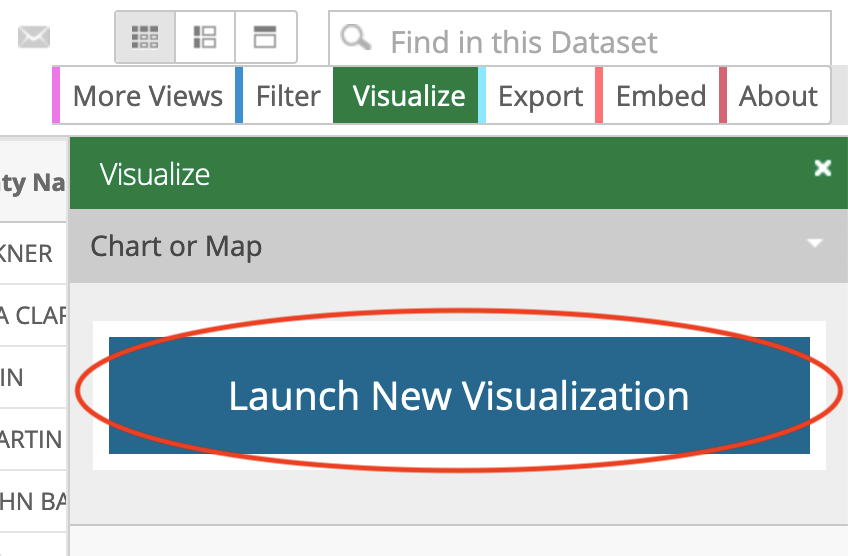 Find in this Dataset
More Views Filter Visualize Export Embed About
Visualize
ty Na
Chart or Map
KNER
A CLAR
IN
Launch New Visualization
ARTIN
HN BA